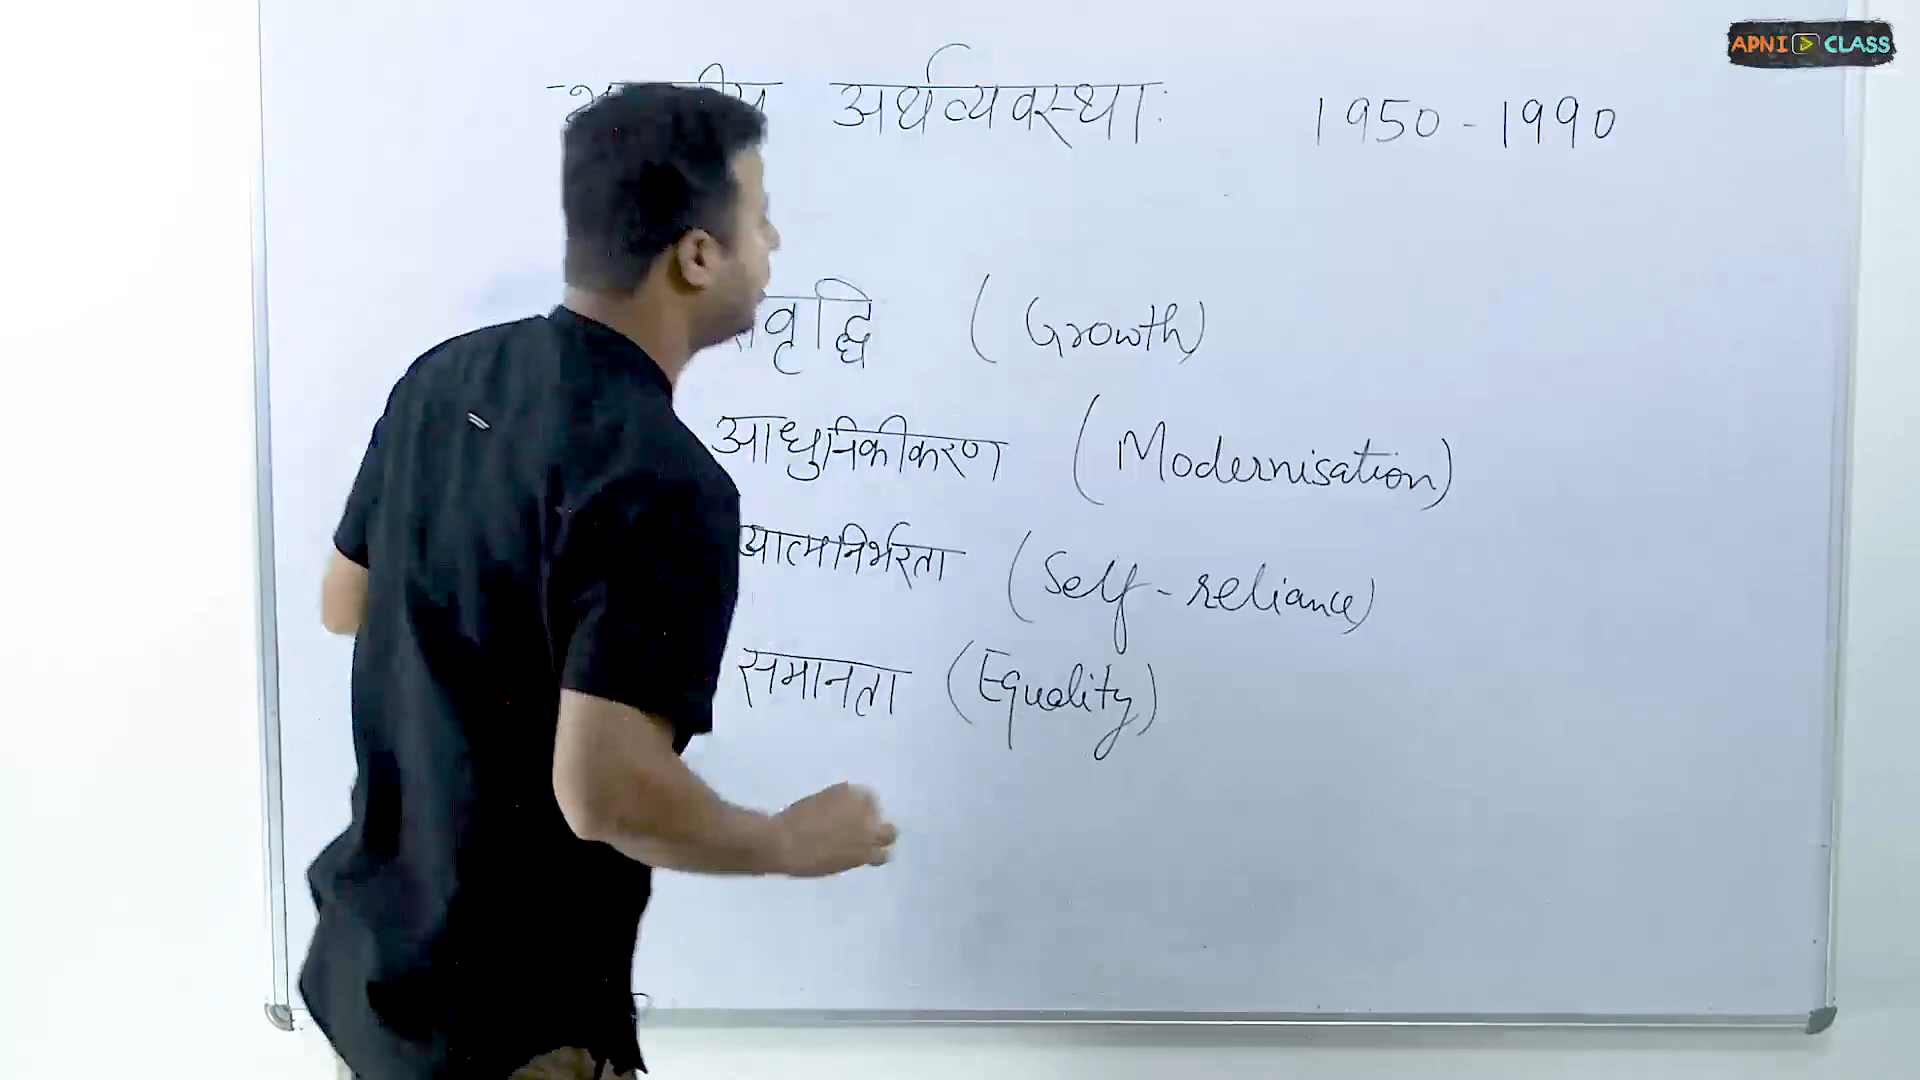 APNI CLASS
अर्थव्यवस्था: 1950-1990
(Growth)
आधुनिकीकरण (Modernisation)
आत्मनिर्भरता (Self-reliance)
समानता (Equality)